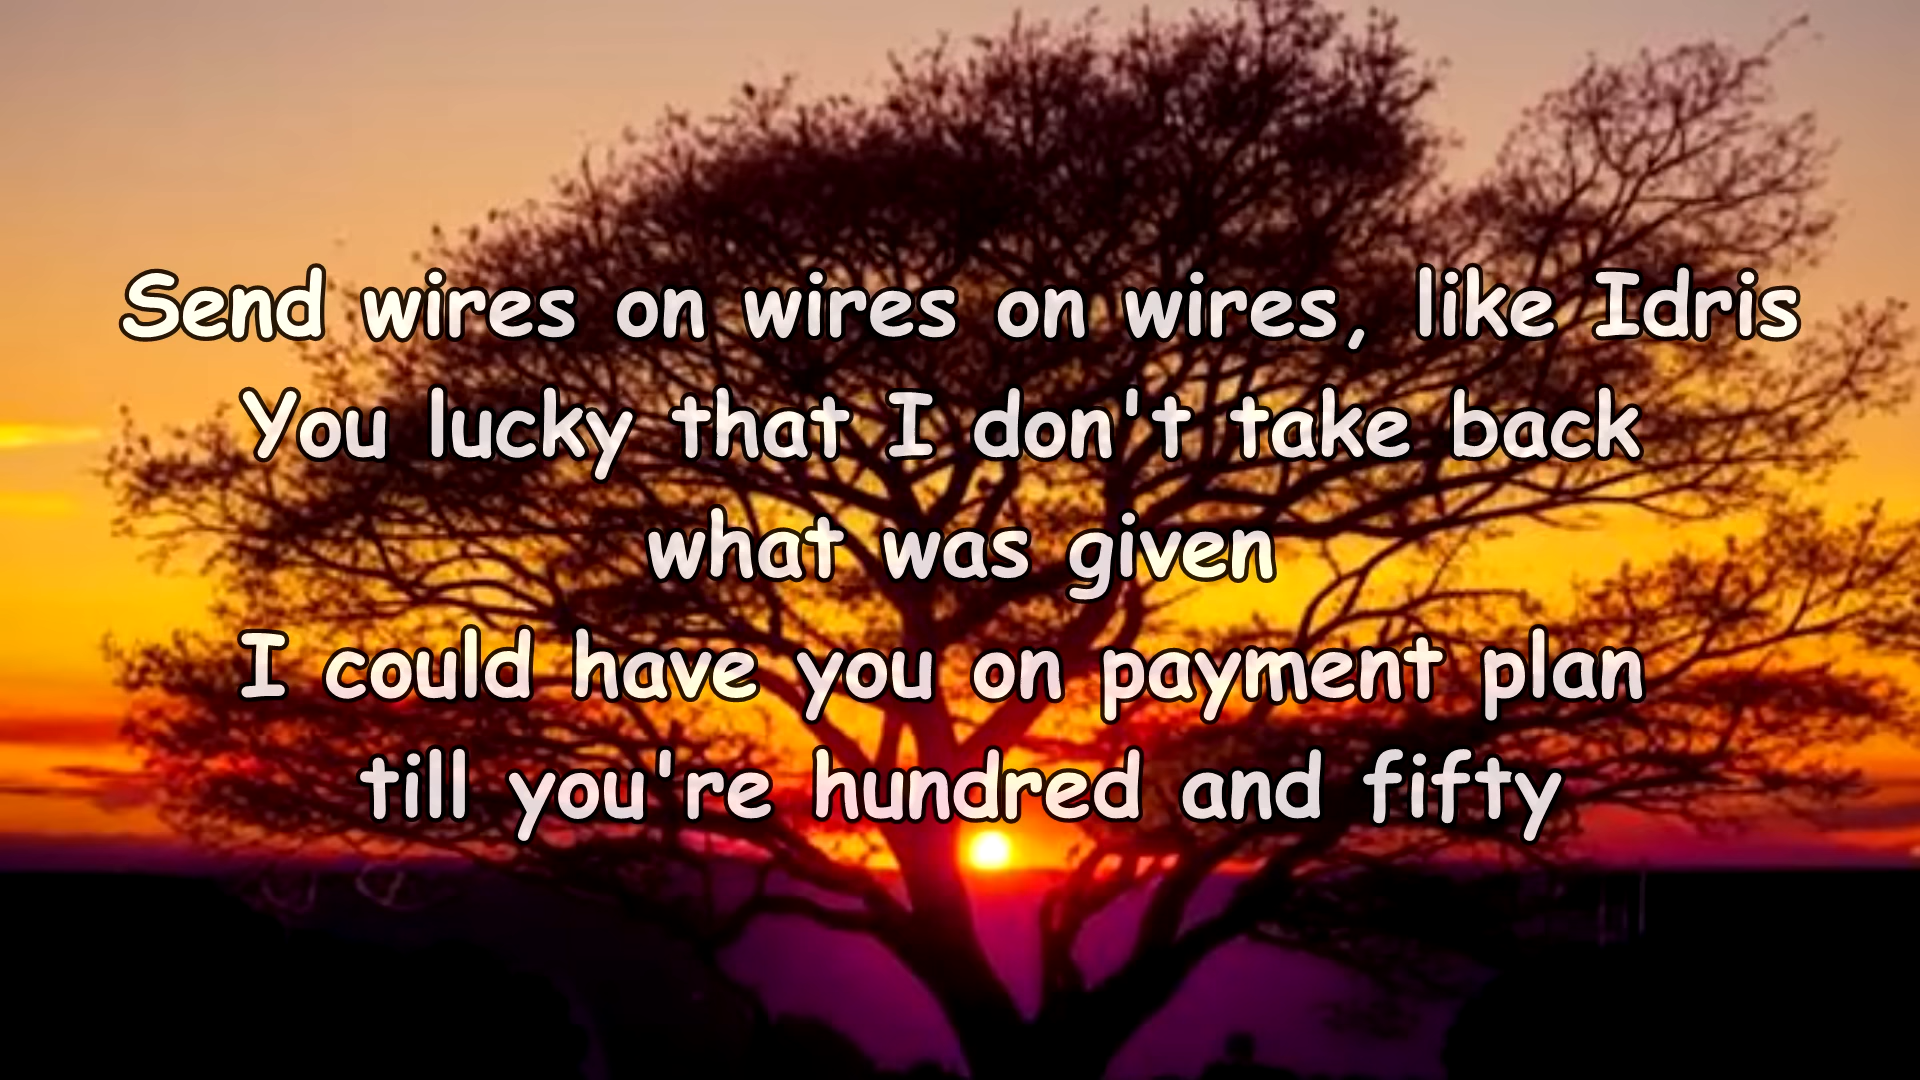 Send wires on wires on wires, like Idris
You lucky that I don't take back
what was given
I could have you on payment plan
till you're hundred and fifty